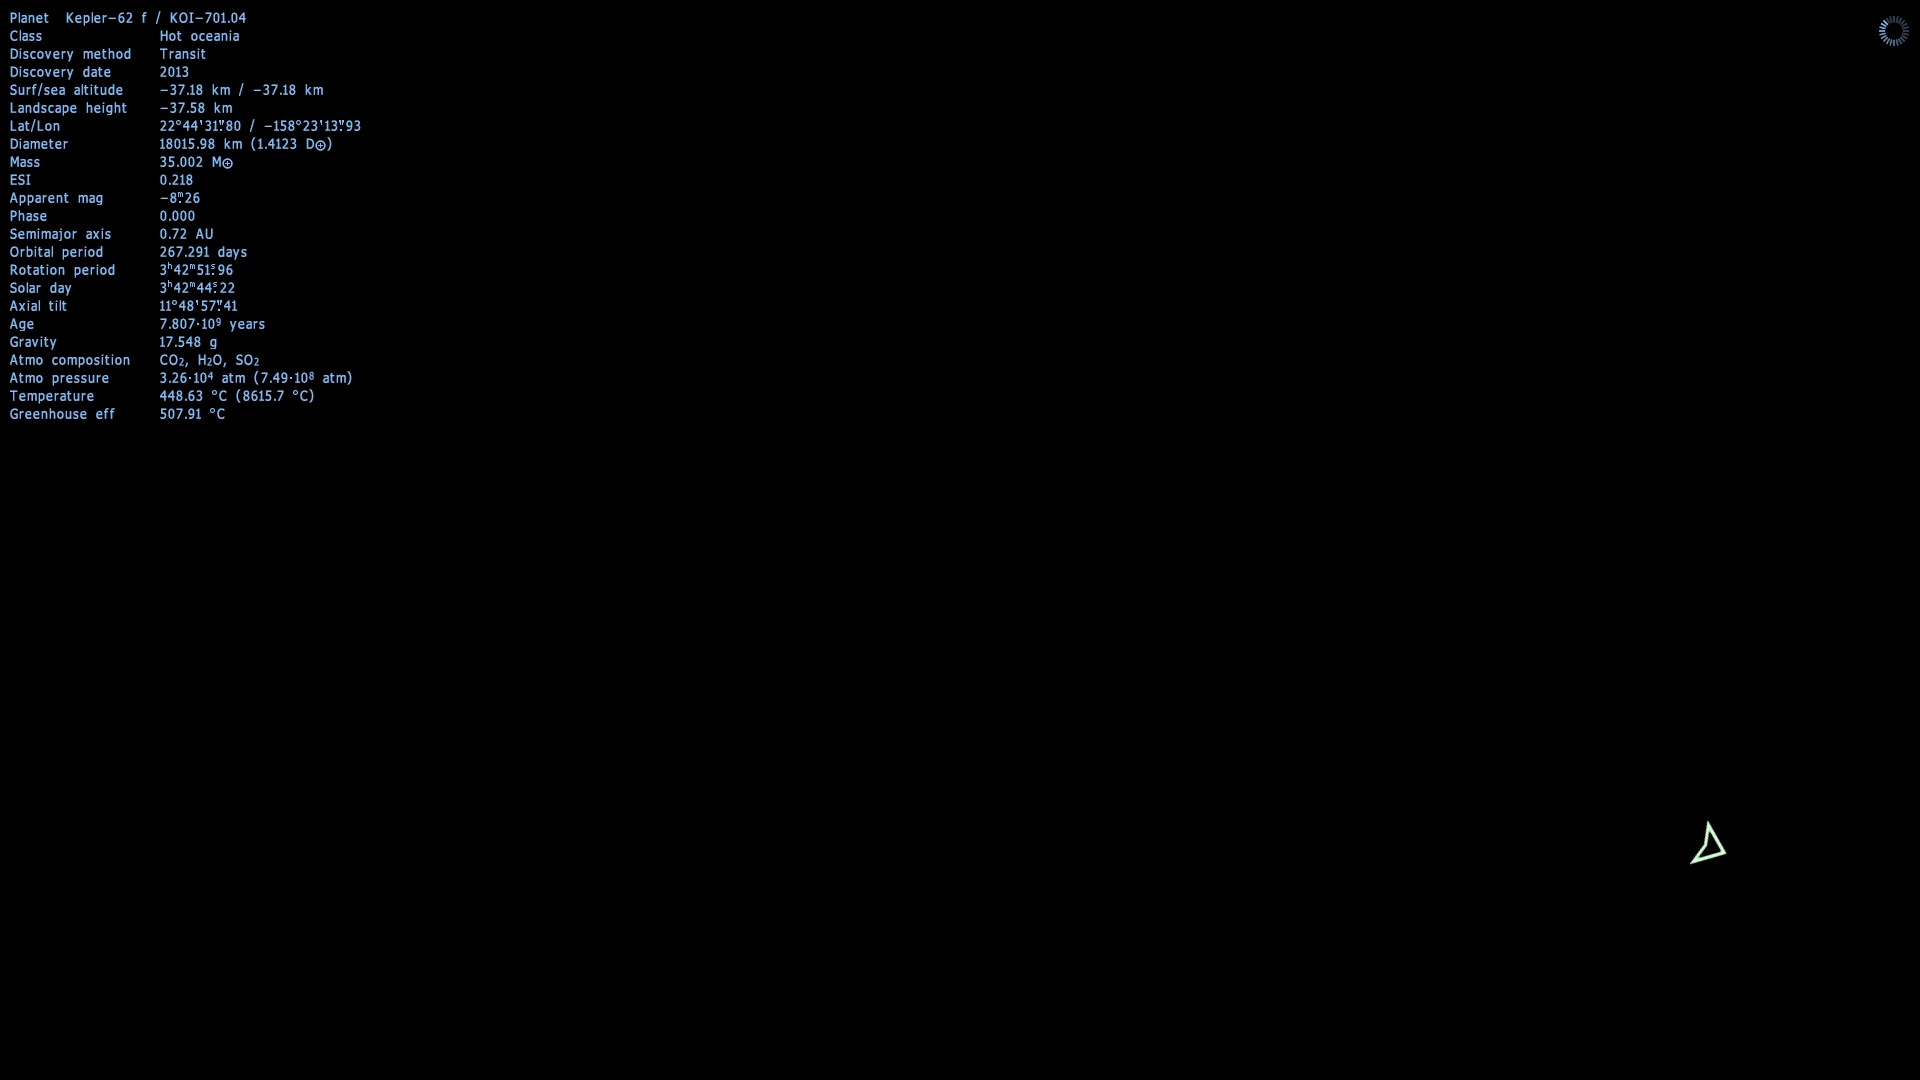 Planet Kepler-62 f / KOI-701.04
Class Hot oceania
Discovery method Transit
Discovery date 2013
Surf/sea altitude -37.18 km / -37.18 km
Landscape height -37.58 km
Lat/Lon 22°44'31."80 / -158°23'13."93
Diameter 18015.98 km (1.4123 D⊕)
Mass 35.002 M⊕
ESI 0.218
Apparent mag -8.ᵐ26
Phase 0.000
Semimajor axis 0.72 AU
Orbital period 267.291 days
Rotation period 3ʰ42ᵐ51.ˢ96
Solar day 3ʰ42ᵐ44.ˢ22
Axial tilt 11°48'57."41
Age 7.807·10⁹ years
Gravity 17.548 g
Atmo composition CO₂, H₂O, SO₂
Atmo pressure 3.26·10⁴ atm (7.49·10⁸ atm)
Temperature 448.63 °C (8615.7 °C)
Greenhouse eff 507.91 °C